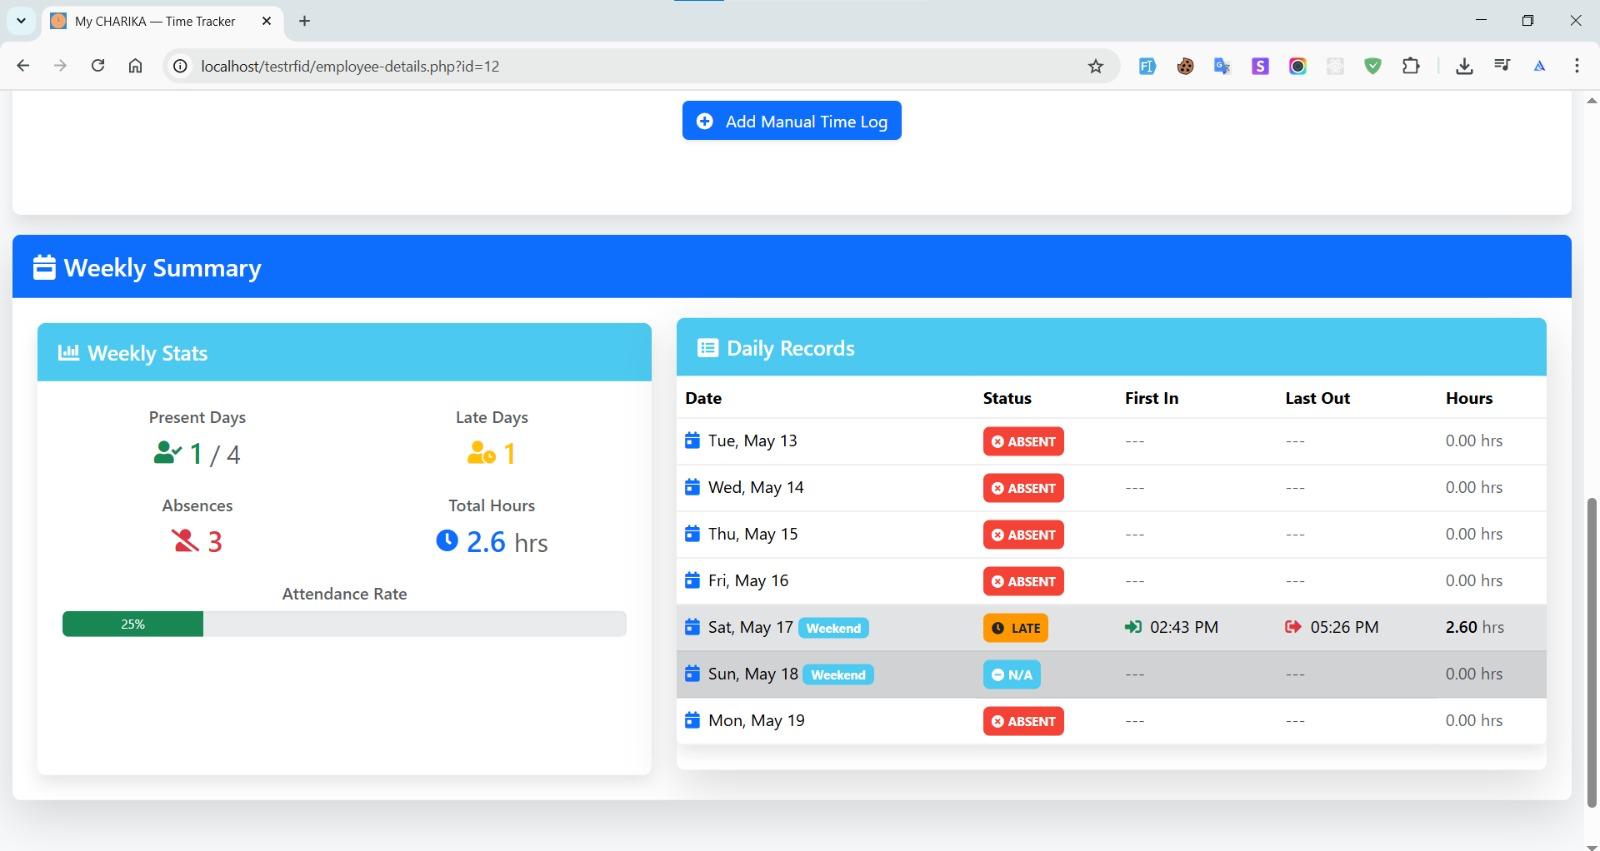 My CHARIKA — Time Tracker
localhost/testrfid/employee-details.php?id=12
Add Manual Time Log
Weekly Summary
Weekly Stats
Present Days
1 / 4
Late Days
1
Absences
3
Total Hours
2.6 hrs
Attendance Rate
25%
Daily Records
Date Status First In Last Out Hours
Tue, May 13 ABSENT --- --- 0.00 hrs
Wed, May 14 ABSENT --- --- 0.00 hrs
Thu, May 15 ABSENT --- --- 0.00 hrs
Fri, May 16 ABSENT --- --- 0.00 hrs
Sat, May 17 Weekend LATE 02:43 PM 05:26 PM 2.60 hrs
Sun, May 18 Weekend N/A --- --- 0.00 hrs
Mon, May 19 ABSENT --- --- 0.00 hrs